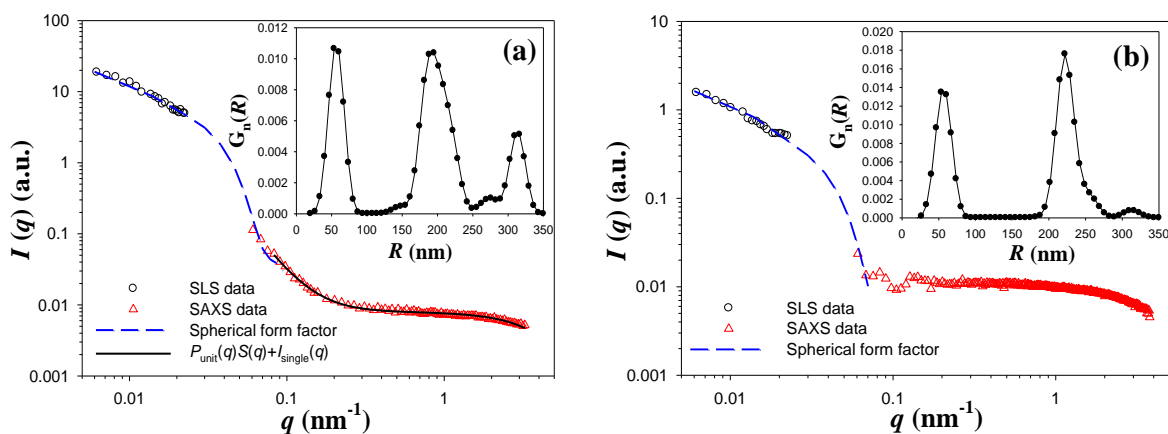 (a)
I (q) (a.u.)
100
10
1
0.1
0.01
0.001
0.01
0.1
1
q (nm-1)
SLS data
SAXS data
Spherical form factor
Punit(q)S(q)+Isingle(q)
Gn(R)
0.012
0.010
0.008
0.006
0.004
0.002
0.000
0 50 100 150 200 250 300 350
R (nm)
(b)
I (q) (a.u.)
10
1
0.1
0.01
0.001
0.01
0.1
1
q (nm-1)
SLS data
SAXS data
Spherical form factor
Gn(R)
0.020
0.018
0.016
0.014
0.012
0.010
0.008
0.006
0.004
0.002
0.000
0 50 100 150 200 250 300 350
R (nm)